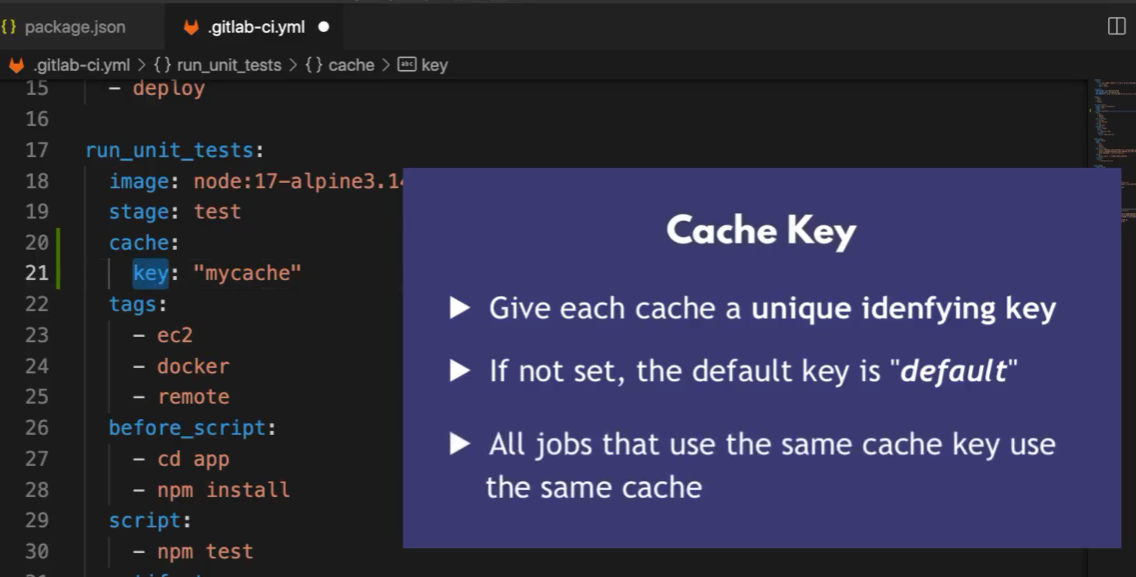 {} package.json
.gitlab-ci.yml
.gitlab-ci.yml > {} run_unit_tests > {} cache > abc key
15 - deploy
16
17 run_unit_tests:
18 image: node:17-alpine3.14
19 stage: test
20 cache:
21 key: "mycache"
22 tags:
23 - ec2
24 - docker
25 - remote
26 before_script:
27 - cd app
28 - npm install
29 script:
30 - npm test
Cache Key
▶ Give each cache a unique idenfying key
▶ If not set, the default key is "default"
▶ All jobs that use the same cache key use
the same cache